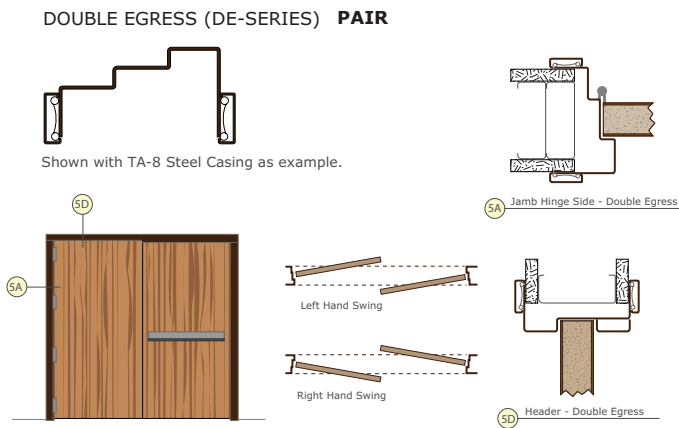 DOUBLE EGRESS (DE-SERIES) PAIR
Shown with TA-8 Steel Casing as example.
5A Jamb Hinge Side - Double Egress
5D
5A
Left Hand Swing
Right Hand Swing
5D Header - Double Egress